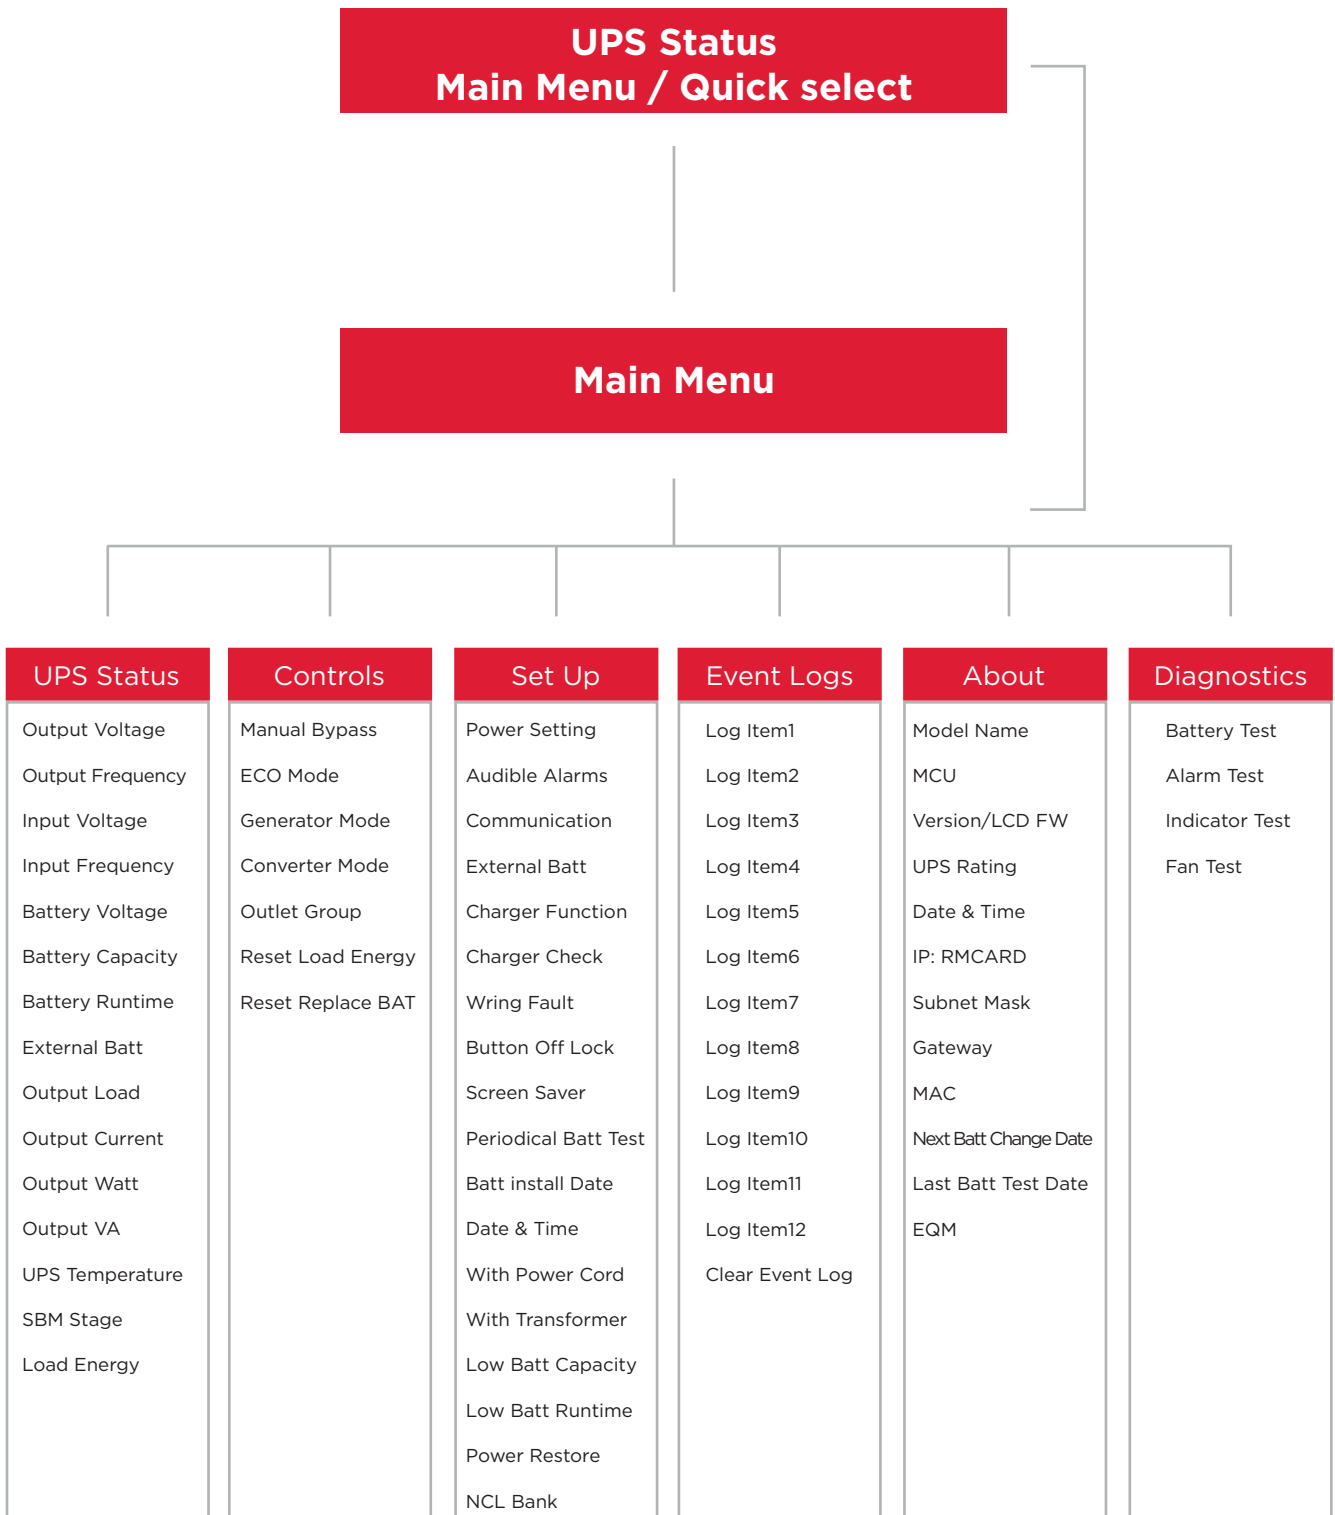 UPS Status
Main Menu / Quick select
Main Menu
UPS Status
Output Voltage
Output Frequency
Input Voltage
Input Frequency
Battery Voltage
Battery Capacity
Battery Runtime
External Batt
Output Load
Output Current
Output Watt
Output VA
UPS Temperature
SBM Stage
Load Energy
Controls
Manual Bypass
ECO Mode
Generator Mode
Converter Mode
Outlet Group
Reset Load Energy
Reset Replace BAT
Set Up
Power Setting
Audible Alarms
Communication
External Batt
Charger Function
Charger Check
Wring Fault
Button Off Lock
Screen Saver
Periodical Batt Test
Batt install Date
Date & Time
With Power Cord
With Transformer
Low Batt Capacity
Low Batt Runtime
Power Restore
NCL Bank
Event Logs
Log Item1
Log Item2
Log Item3
Log Item4
Log Item5
Log Item6
Log Item7
Log Item8
Log Item9
Log Item10
Log Item11
Log Item12
Clear Event Log
About
Model Name
MCU
Version/LCD FW
UPS Rating
Date & Time
IP: RMCARD
Subnet Mask
Gateway
MAC
Next Batt Change Date
Last Batt Test Date
EQM
Diagnostics
Battery Test
Alarm Test
Indicator Test
Fan Test